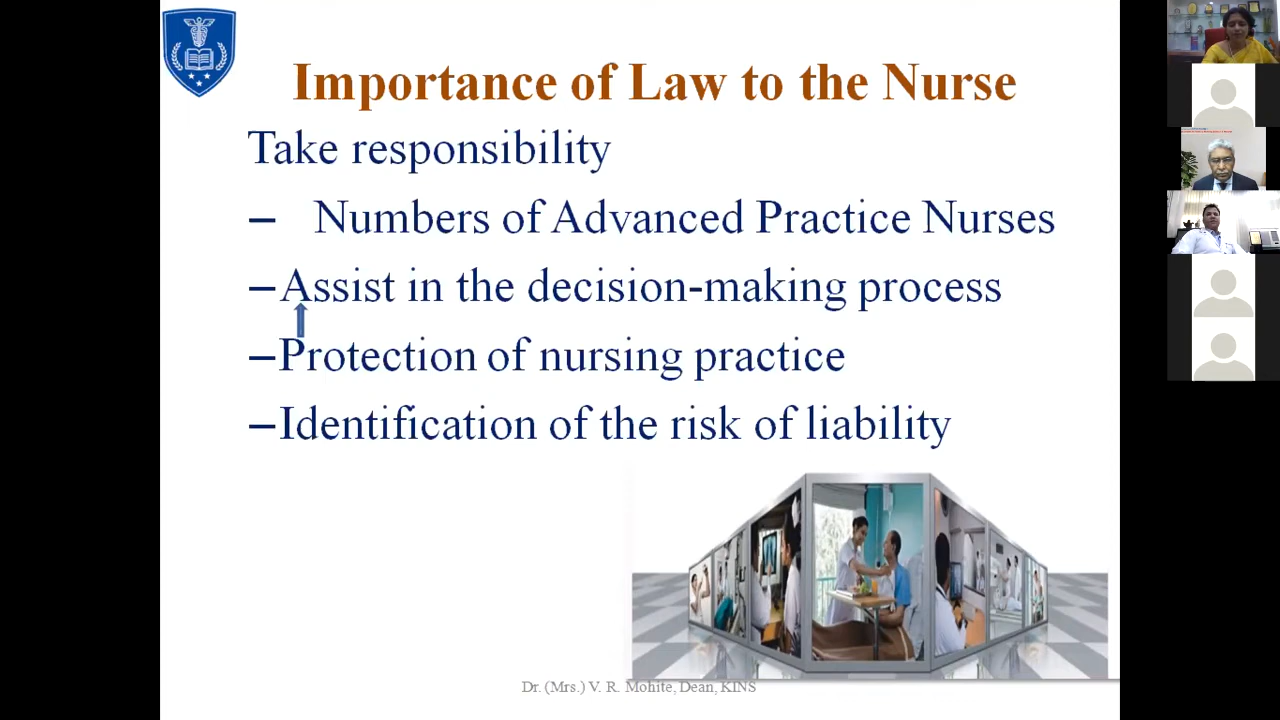 Importance of Law to the Nurse
Take responsibility
– Numbers of Advanced Practice Nurses
–Assist in the decision-making process
–Protection of nursing practice
–Identification of the risk of liability
Dr. (Mrs.) V. R. Mohite, Dean, KINS